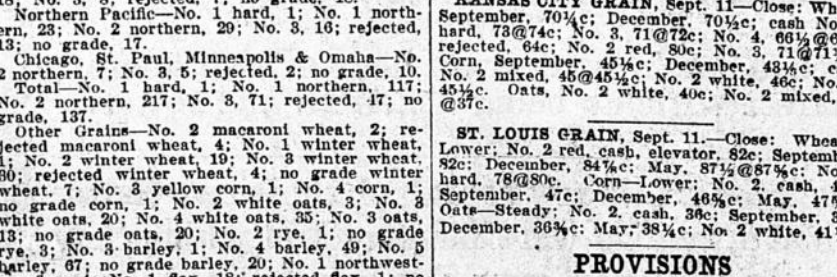 Northern Pacific—No. 1 hard, 1; No. 1 north-
ern, 23; No. 2 northern, 29; No. 3, 16; rejected,
13; no grade, 17.
Chicago, St. Paul, Minneapolis & Omaha—No.
2 northern, 7; No. 3, 5; rejected, 2; no grade, 10.
Total—No. 1 hard, 1; No. 1 northern, 117;
No. 2 northern, 217; No. 3, 71; rejected, 47; no
grade, 137.
Other Grains—No. 2 macaroni wheat, 2; re-
jected macaroni wheat, 4; No. 1 winter wheat,
1; No. 2 winter wheat, 19; No. 3 winter wheat,
30; rejected winter wheat, 4; no grade winter
wheat, 7; No. 3 yellow corn, 1; No. 4 corn, 1;
no grade corn, 1; No. 2 white oats, 3; No. 3
white oats, 20; No. 4 white oats, 35; No. 3 oats,
13; no grade oats, 20; No. 2 rye, 1; no grade
rye, 3; No. 3 barley, 1; No. 4 barley, 49; No. 5
barley, 67; no grade barley, 20; No. 1 northwest-
KANSAS CITY GRAIN, Sept. 11—Close:
September, 70¼c; December, 70½c; cash No.
hard, 73@74c; No. 3, 71@72c; No. 4,
rejected, 64c; No. 2 red, 80c; No. 3,
Corn, September, 45⅛c; December, 43¼c;
No. 2 mixed, 45@45½c; No. 2 white, 46c; No.
45½c. Oats, No. 2 white, 40c; No. 2 mixed,
@37c.
ST. LOUIS GRAIN, Sept. 11.—Close:
Lower; No. 2 red, cash, elevator, 82c;
82c; December, 84⅞c; May, 87½@87⅝c; No.
hard, 78@80c. Corn—Lower; No. 2, cash,
September, 47c; December, 46⅝c; May,
Oats—Steady; No. 2, cash, 36c; September,
December, 36¾c; May, 38¼c; No. 2 white,
PROVISIONS